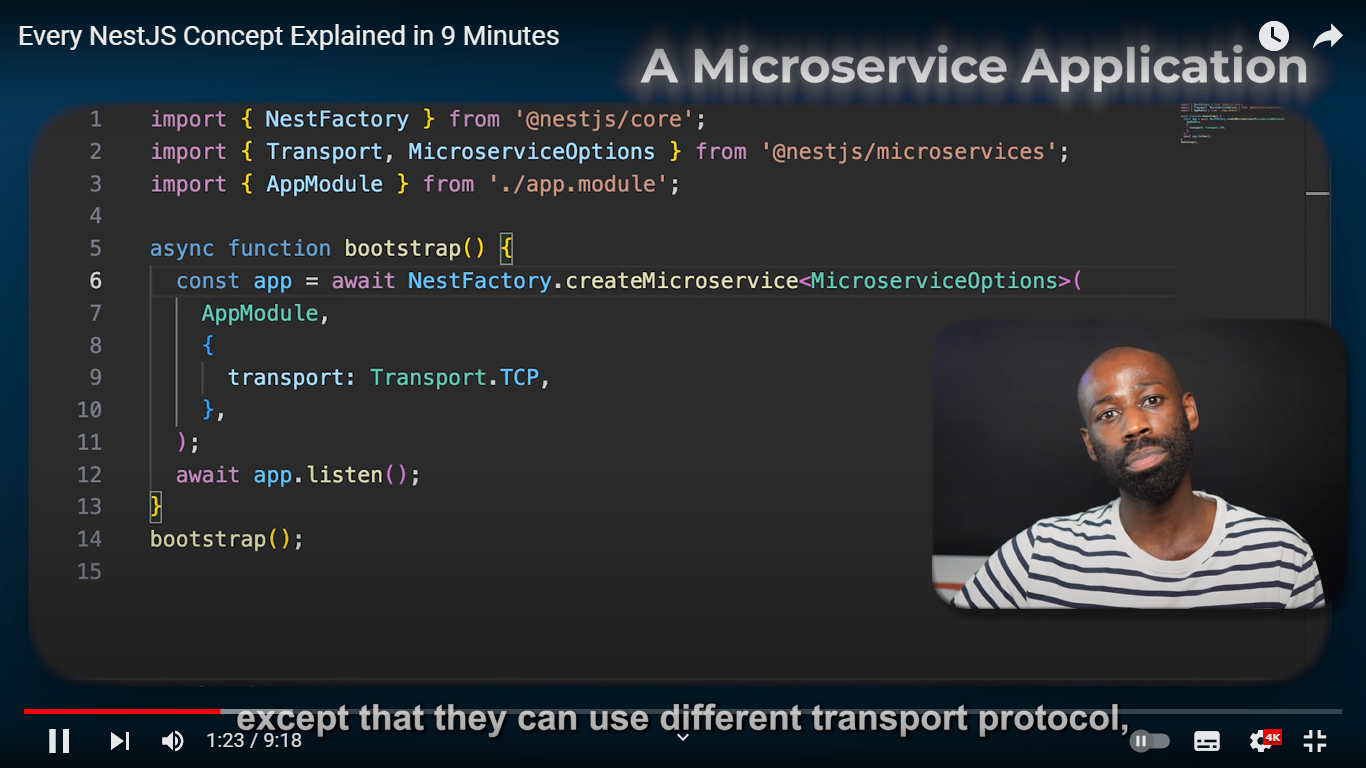 Every NestJS Concept Explained in 9 Minutes
A Microservice Application
1 import { NestFactory } from '@nestjs/core';
2 import { Transport, MicroserviceOptions } from '@nestjs/microservices';
3 import { AppModule } from './app.module';
4
5 async function bootstrap() {
6 const app = await NestFactory.createMicroservice<MicroserviceOptions>(
7 AppModule,
8 {
9 transport: Transport.TCP,
10 },
11 );
12 await app.listen();
13 }
14 bootstrap();
15
except that they can use different transport protocol,
1:23 / 9:18
4K